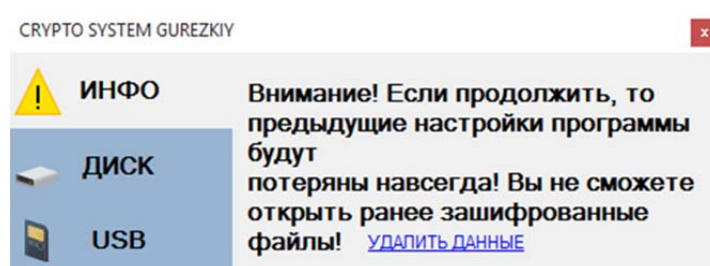 CRYPTO SYSTEM GUREZKIY
x
ИНФО
ДИСК
USB
Внимание! Если продолжить, то
предыдущие настройки программы
будут
потеряны навсегда! Вы не сможете
открыть ранее зашифрованные
файлы! УДАЛИТЬ ДАННЫЕ